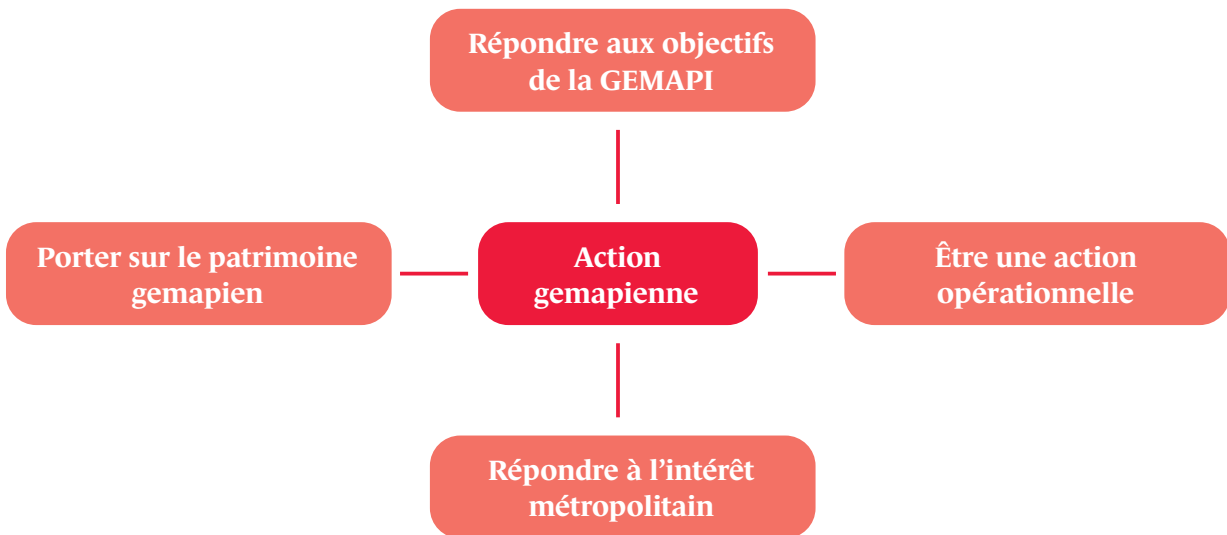 Répondre aux objectifs
de la GEMAPI
Porter sur le patrimoine
gemapien
Action
gemapienne
Être une action
opérationnelle
Répondre à l’intérêt
métropolitain